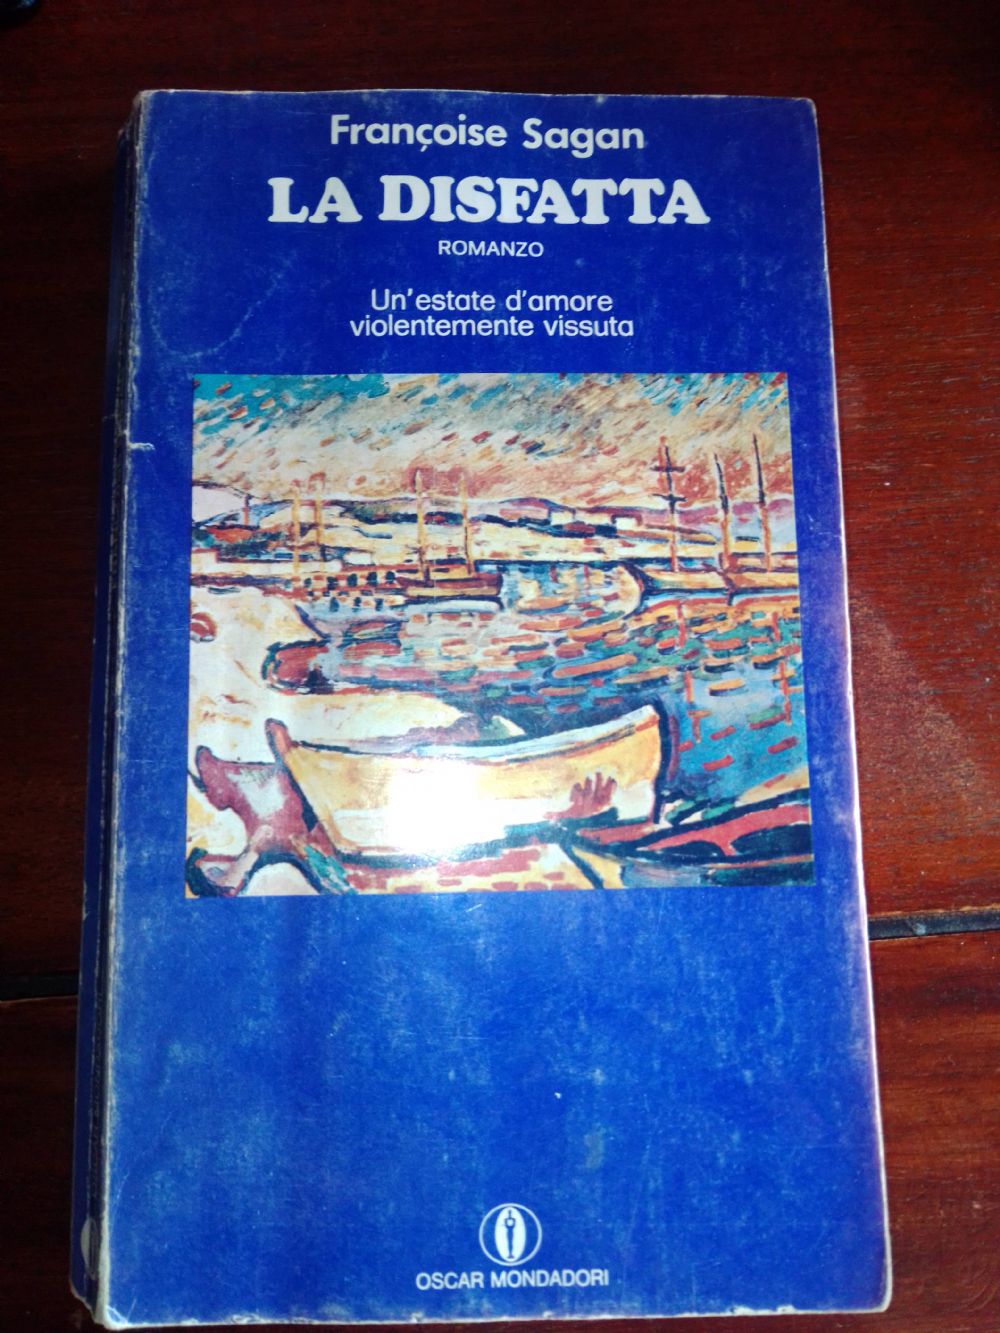 Françoise Sagan
LA DISFATTA
ROMANZO
Un'estate d'amore
violentemente vissuta
OSCAR MONDADORI